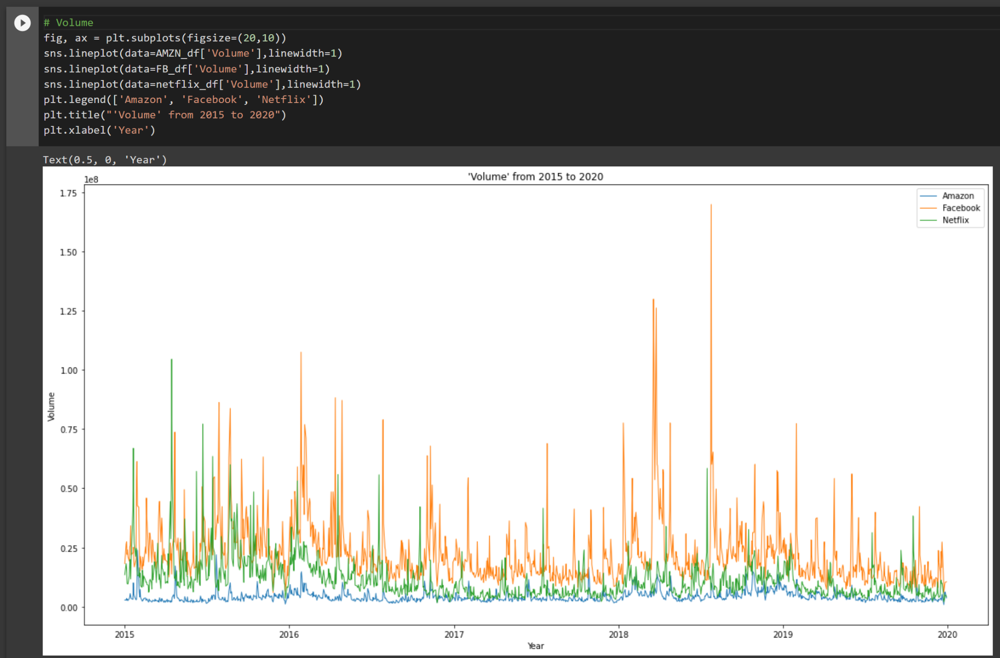 # Volume
fig, ax = plt.subplots(figsize=(20,10))
sns.lineplot(data=AMZN_df['Volume'],linewidth=1)
sns.lineplot(data=FB_df['Volume'],linewidth=1)
sns.lineplot(data=netflix_df['Volume'],linewidth=1)
plt.legend(['Amazon', 'Facebook', 'Netflix'])
plt.title("'Volume' from 2015 to 2020")
plt.xlabel('Year')
Text(0.5, 0, 'Year')
'Volume' from 2015 to 2020
1e8
1.75
1.50
1.25
1.00
0.75
0.50
0.25
0.00
Volume
Amazon
Facebook
Netflix
2015 2016 2017 2018 2019 2020
Year